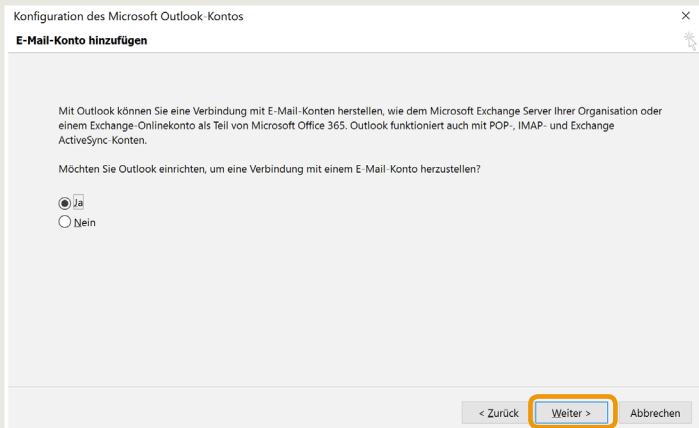 Konfiguration des Microsoft Outlook-Kontos
E-Mail-Konto hinzufügen
Mit Outlook können Sie eine Verbindung mit E-Mail-Konten herstellen, wie dem Microsoft Exchange Server Ihrer Organisation oder
einem Exchange-Onlinekonto als Teil von Microsoft Office 365. Outlook funktioniert auch mit POP-, IMAP- und Exchange
ActiveSync-Konten.
Möchten Sie Outlook einrichten, um eine Verbindung mit einem E-Mail-Konto herzustellen?
Ja
Nein
< Zurück Weiter > Abbrechen